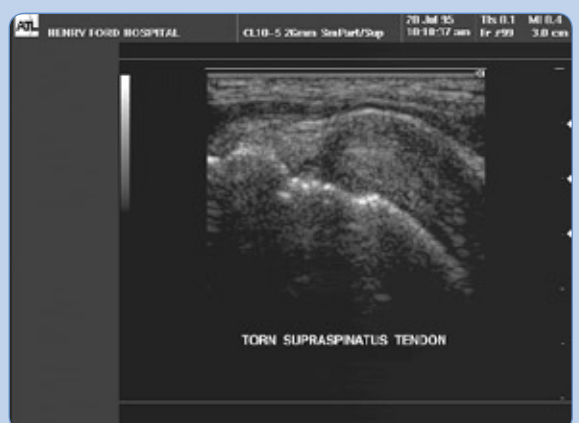 ATL
HENRY FORD HOSPITAL
CL10-5 26mm SmPart/Sup
20 Jul 95
10:10:37 am
TIs 0.1
Fr #99
MI 0.4
3.0 cm
TORN SUPRASPINATUS TENDON